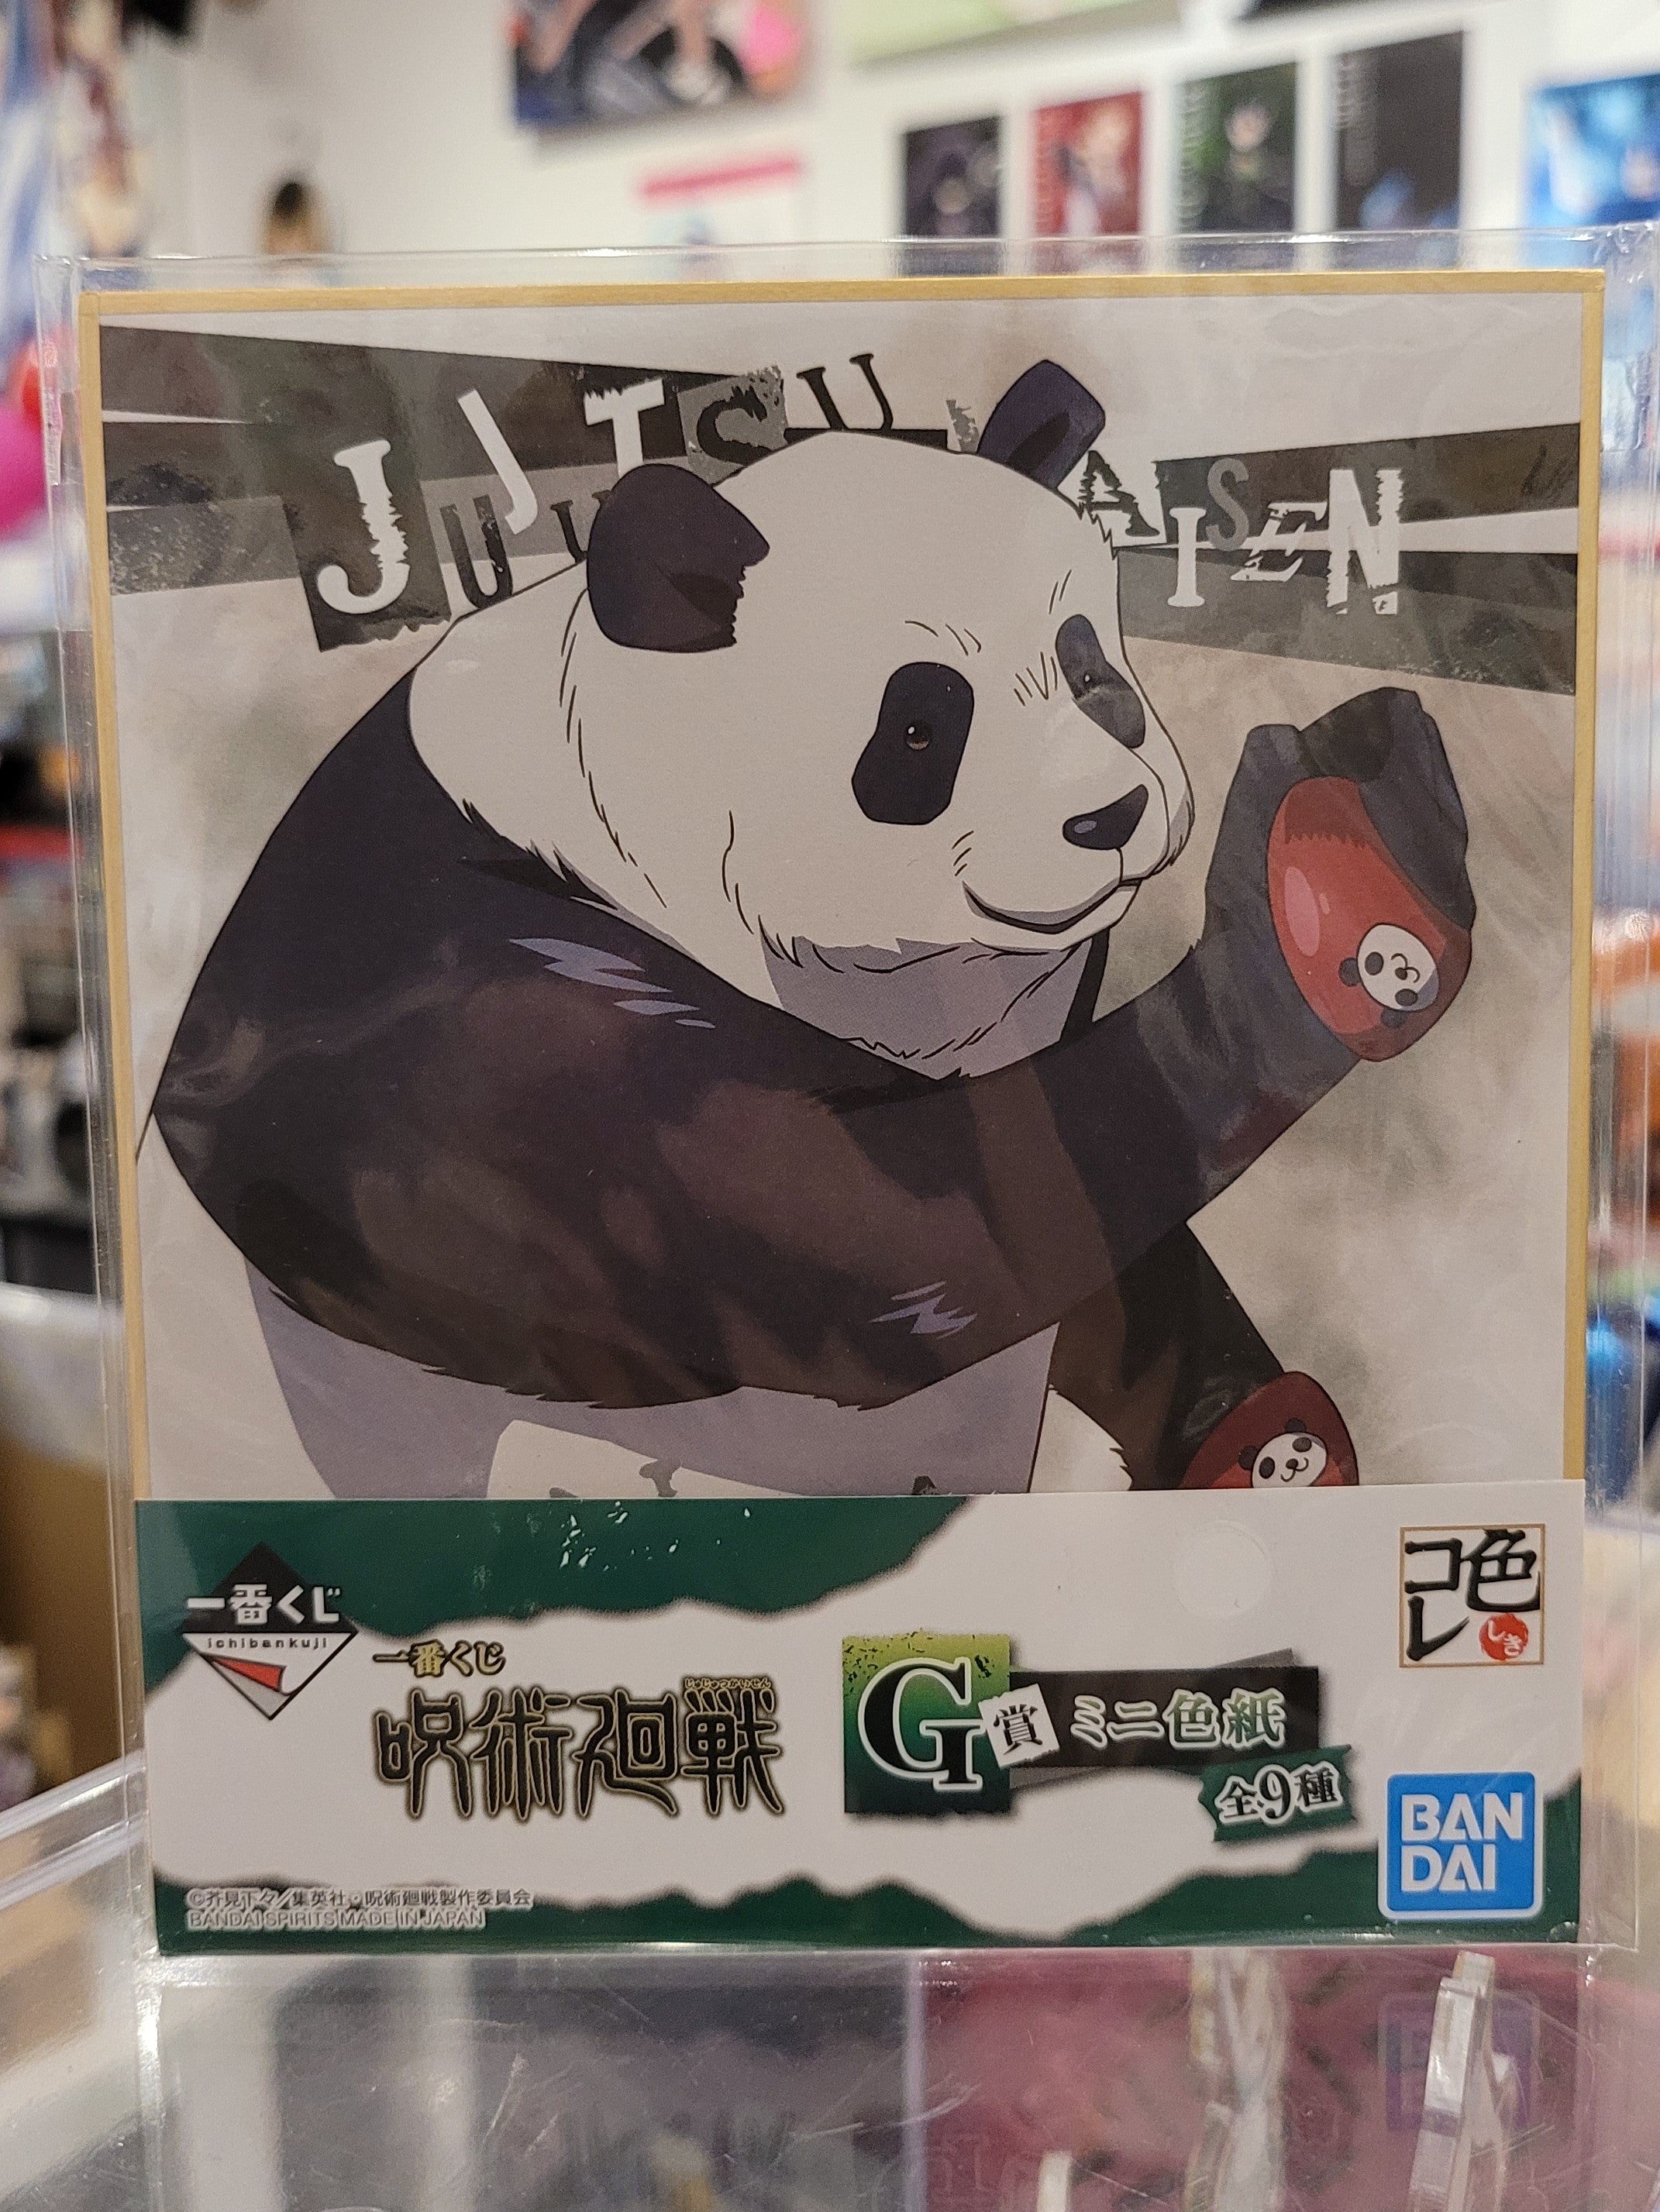 JUJUTSU KAISEN
一番くじ
ichibankuji
一番くじ
じゅじゅつかいせん
呪術廻戦
G賞 ミニ色紙
全9種
色コレ
しき
BAN
DAI
©芥見下々/集英社・呪術廻戦製作委員会
BANDAI SPIRITS MADE IN JAPAN